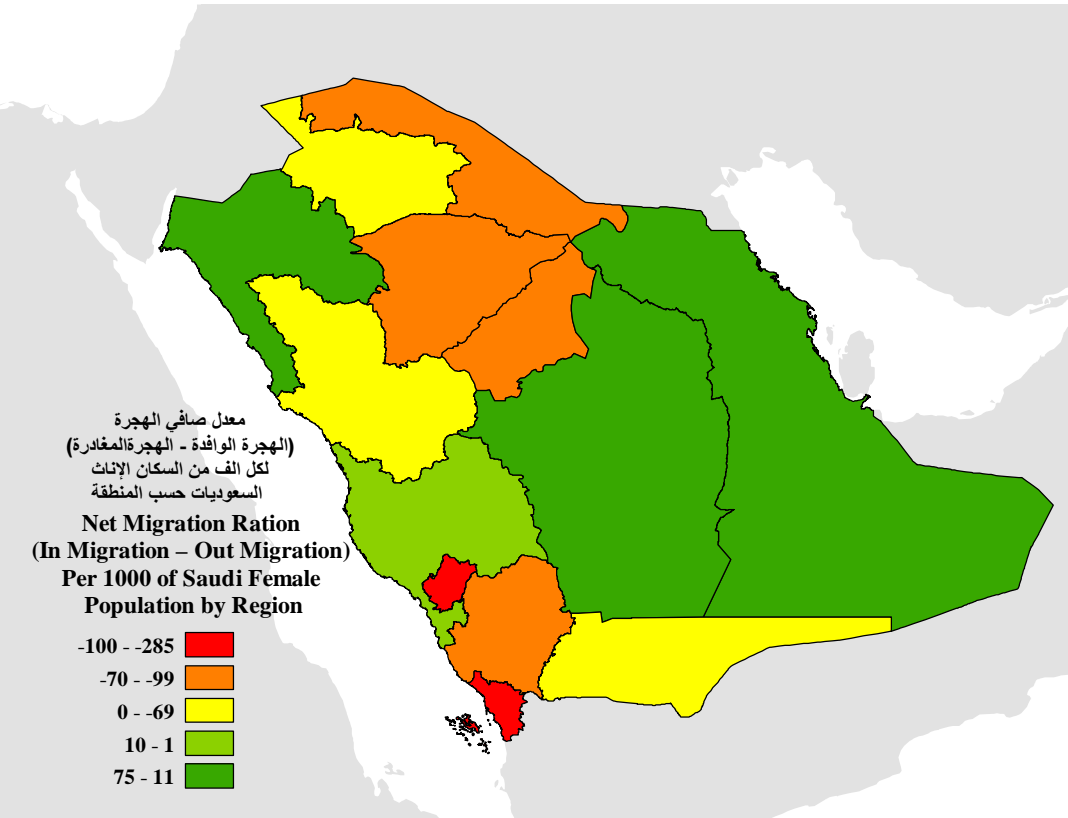 معدل صافي الهجرة
(الهجرة الوافدة - الهجرةالمغادرة)
لكل الف من السكان الإناث
السعوديات حسب المنطقة
Net Migration Ration
(In Migration – Out Migration)
Per 1000 of Saudi Female
Population by Region
-100 - -285
-70 - -99
0 - -69
10 - 1
75 - 11